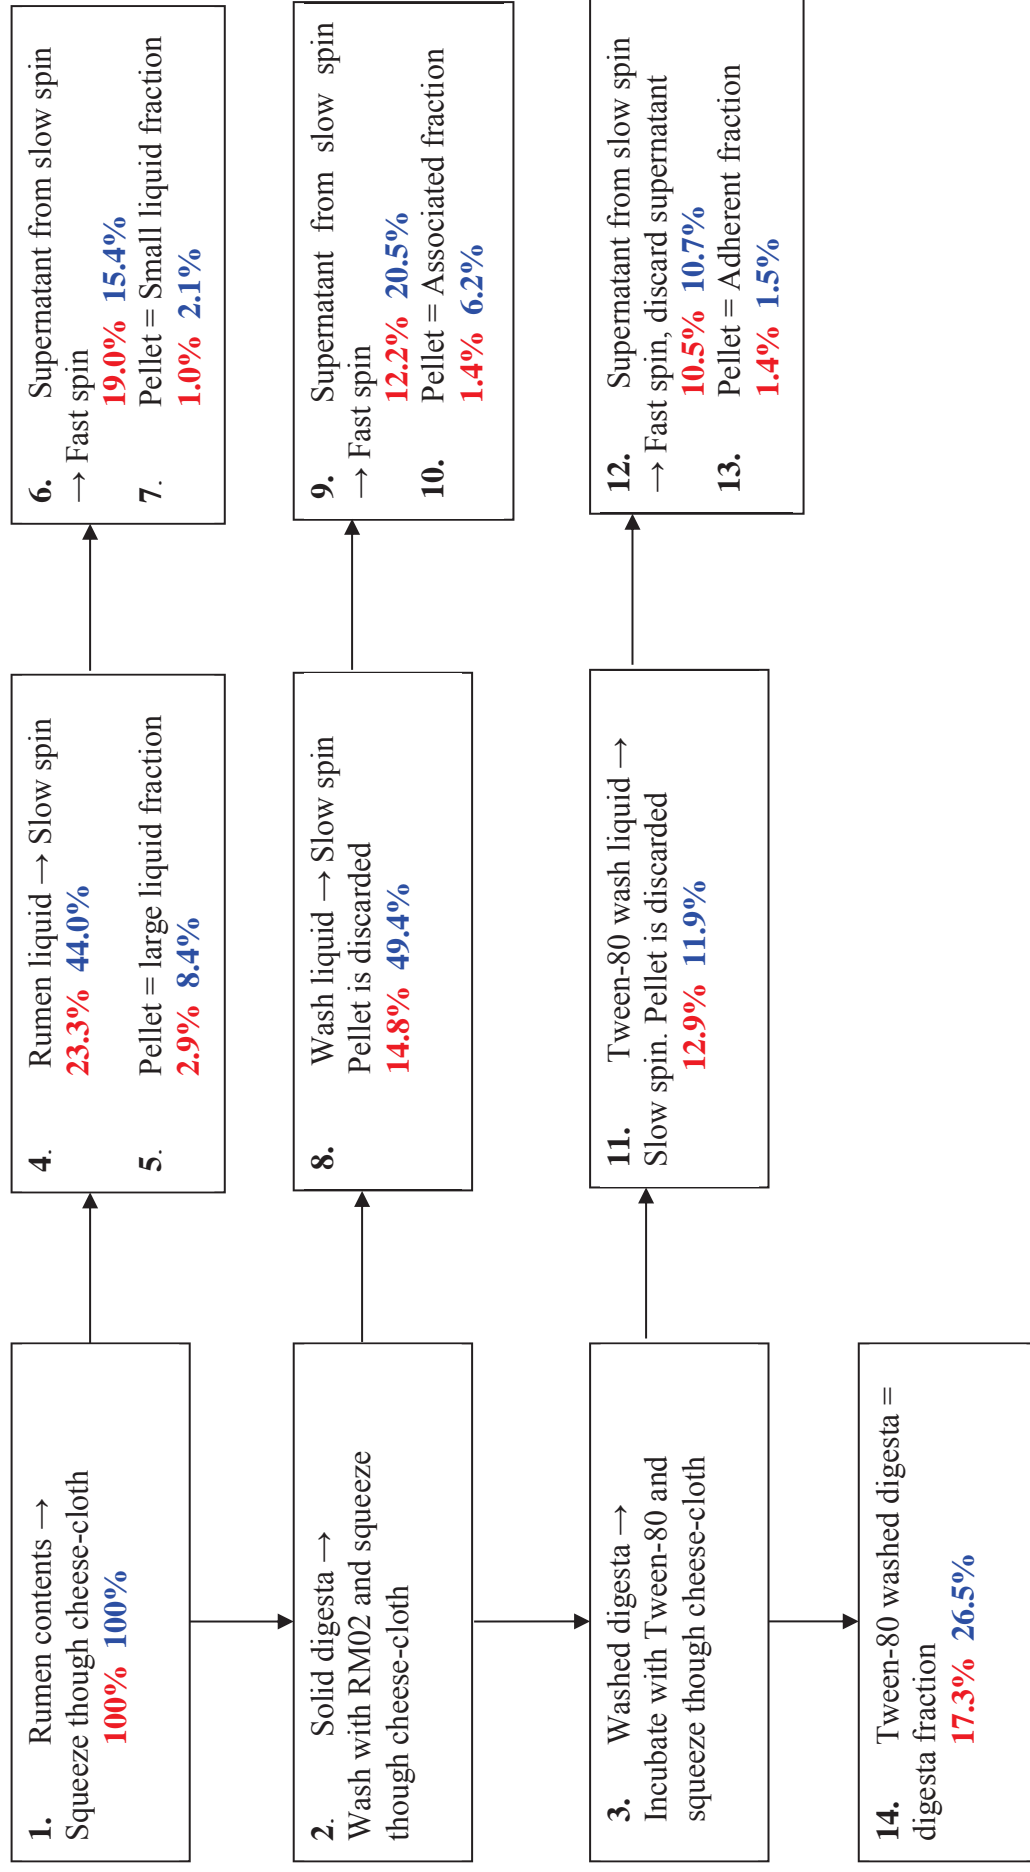 1. Rumen contents →
Squeeze though cheese-cloth
100% 100%
2. Solid digesta →
Wash with RM02 and squeeze
though cheese-cloth
3. Washed digesta →
Incubate with Tween-80 and
squeeze though cheese-cloth
14. Tween-80 washed digesta =
digesta fraction
17.3% 26.5%
4. Rumen liquid → Slow spin
23.3% 44.0%
5. Pellet = large liquid fraction
2.9% 8.4%
8. Wash liquid → Slow spin
Pellet is discarded
14.8% 49.4%
11. Tween-80 wash liquid →
Slow spin. Pellet is discarded
12.9% 11.9%
6. Supernatant from slow spin
→ Fast spin
19.0% 15.4%
7. Pellet = Small liquid fraction
1.0% 2.1%
9. Supernatant from slow spin
→ Fast spin
12.2% 20.5%
10. Pellet = Associated fraction
1.4% 6.2%
12. Supernatant from slow spin
→ Fast spin, discard supernatant
10.5% 10.7%
13. Pellet = Adherent fraction
1.4% 1.5%